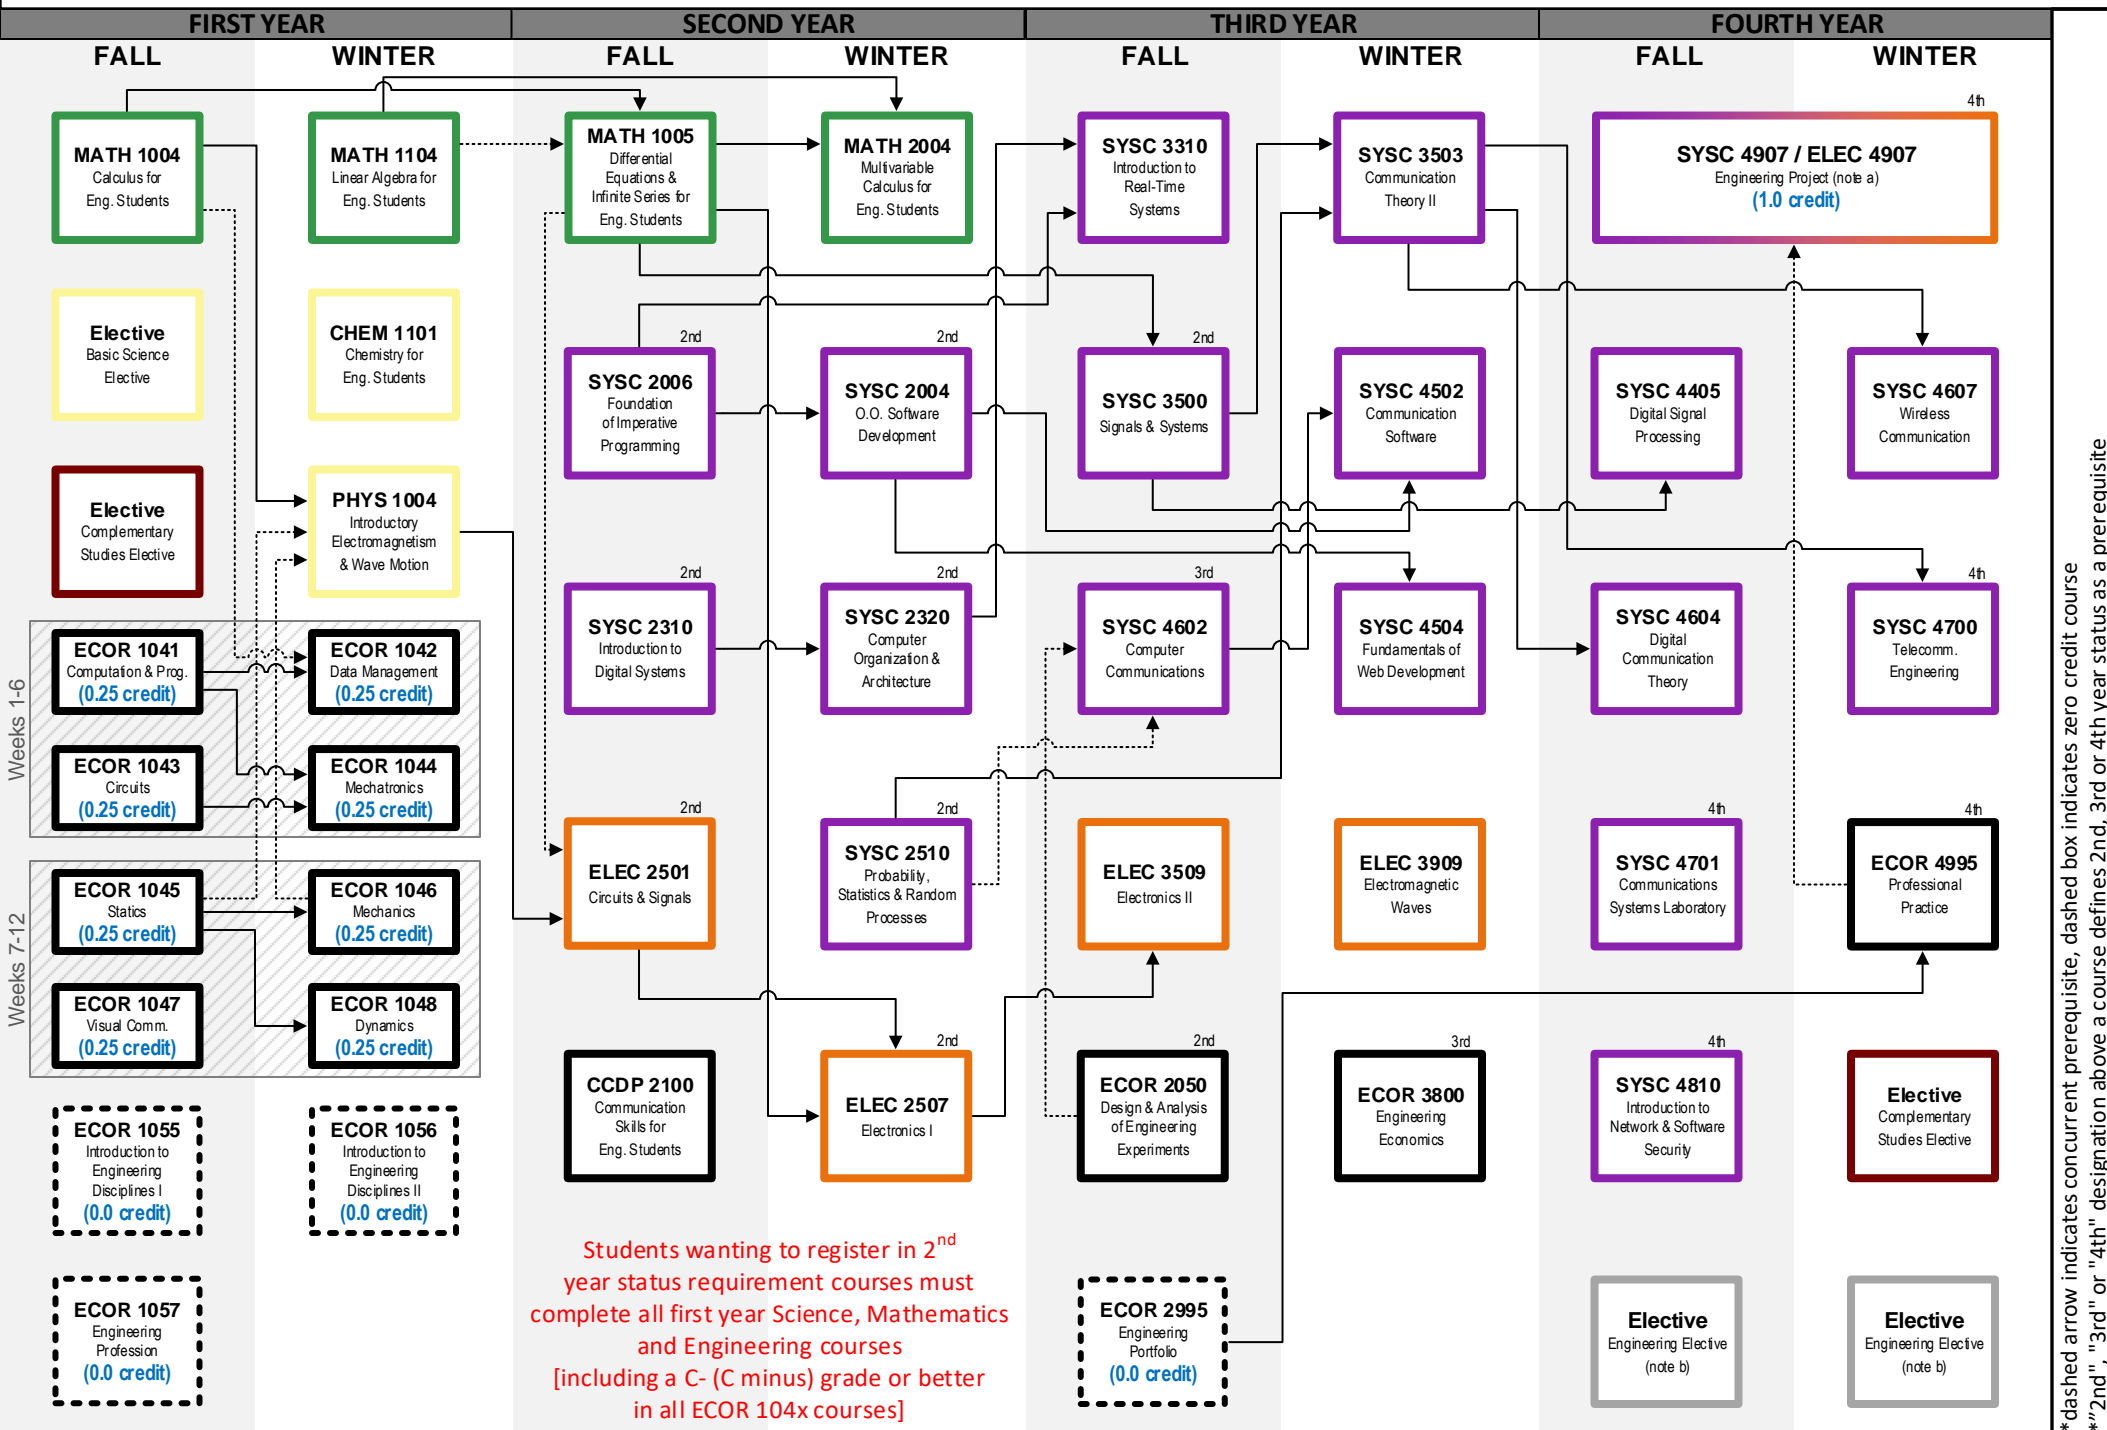 FIRST YEAR
SECOND YEAR
THIRD YEAR
FOURTH YEAR
FALL
WINTER
FALL
WINTER
FALL
WINTER
FALL
WINTER
MATH 1004
Calculus for
Eng. Students
Elective
Basic Science
Elective
Elective
Complementary
Studies Elective
Weeks 1-6
ECOR 1041
Computation & Prog.
(0.25 credit)
ECOR 1043
Circuits
(0.25 credit)
Weeks 7-12
ECOR 1045
Statics
(0.25 credit)
ECOR 1047
Visual Comm.
(0.25 credit)
ECOR 1055
Introduction to
Engineering
Disciplines I
(0.0 credit)
ECOR 1057
Engineering
Profession
(0.0 credit)
MATH 1104
Linear Algebra for
Eng. Students
CHEM 1101
Chemistry for
Eng. Students
PHYS 1004
Introductory
Electromagnetism
& Wave Motion
ECOR 1042
Data Management
(0.25 credit)
ECOR 1044
Mechatronics
(0.25 credit)
ECOR 1046
Mechanics
(0.25 credit)
ECOR 1048
Dynamics
(0.25 credit)
ECOR 1056
Introduction to
Engineering
Disciplines II
(0.0 credit)
MATH 1005
Differential
Equations &
Infinite Series for
Eng. Students
2nd
SYSC 2006
Foundation
of Imperative
Programming
2nd
SYSC 2310
Introduction to
Digital Systems
2nd
ELEC 2501
Circuits & Signals
CCDP 2100
Communication
Skills for
Eng. Students
MATH 2004
Multivariable
Calculus for
Eng. Students
2nd
SYSC 2004
O.O. Software
Development
2nd
SYSC 2320
Computer
Organization &
Architecture
2nd
SYSC 2510
Probability,
Statistics & Random
Processes
2nd
ELEC 2507
Electronics I
Students wanting to register in 2nd
year status requirement courses must
complete all first year Science, Mathematics
and Engineering courses
[including a C- (C minus) grade or better
in all ECOR 104x courses]
SYSC 3310
Introduction to
Real-Time
Systems
2nd
SYSC 3500
Signals & Systems
3rd
SYSC 4602
Computer
Communications
ELEC 3509
Electronics II
2nd
ECOR 2050
Design & Analysis
of Engineering
Experiments
ECOR 2995
Engineering
Portfolio
(0.0 credit)
SYSC 3503
Communication
Theory II
SYSC 4502
Communication
Software
SYSC 4504
Fundamentals of
Web Development
ELEC 3909
Electromagnetic
Waves
3rd
ECOR 3800
Engineering
Economics
4th
SYSC 4907 / ELEC 4907
Engineering Project (note a)
(1.0 credit)
SYSC 4405
Digital Signal
Processing
SYSC 4604
Digital
Communication
Theory
4th
SYSC 4701
Communications
Systems Laboratory
4th
SYSC 4810
Introduction to
Network & Software
Security
Elective
Engineering Elective
(note b)
SYSC 4607
Wireless
Communication
4th
SYSC 4700
Telecomm.
Engineering
4th
ECOR 4995
Professional
Practice
Elective
Complementary
Studies Elective
Elective
Engineering Elective
(note b)
*dashed arrow indicates concurrent prerequisite, dashed box indicates zero credit course
*"2nd", "3rd" or "4th" designation above a course defines 2nd, 3rd or 4th year status as a prerequisite